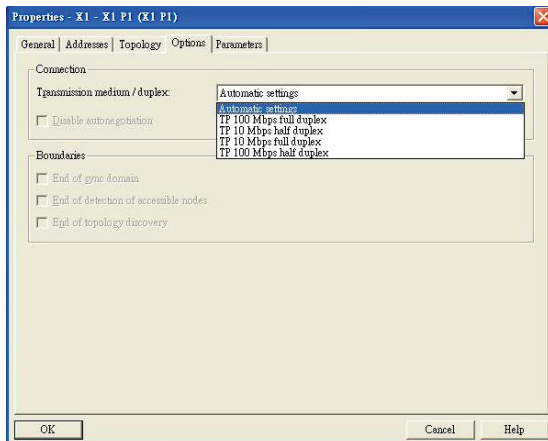 Properties - X1 - X1 P1 (X1 P1)
General Addresses Topology Options Parameters
Connection
Transmission medium / duplex: Automatic settings
Automatic settings
TP 100 Mbps full duplex
TP 10 Mbps half duplex
TP 10 Mbps full duplex
TP 100 Mbps half duplex
Disable autonegotiation
Boundaries
End of sync domain
End of detection of accessible nodes
End of topology discovery
OK Cancel Help